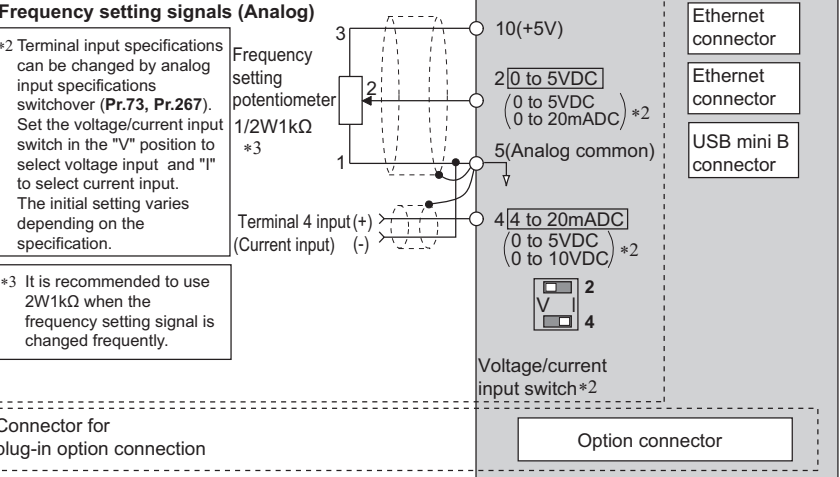 Frequency setting signals (Analog)
*2 Terminal input specifications
can be changed by analog
input specifications
switchover (Pr.73, Pr.267).
Set the voltage/current input
switch in the "V" position to
select voltage input and "I"
to select current input.
The initial setting varies
depending on the
specification.
*3 It is recommended to use
2W1kΩ when the
frequency setting signal is
changed frequently.
Frequency
setting
potentiometer
1/2W1kΩ
*3
3
2
1
Terminal 4 input (+)
(Current input) (-)
10(+5V)
2 0 to 5VDC
(0 to 5VDC
0 to 20mADC) *2
5(Analog common)
4 4 to 20mADC
(0 to 5VDC
0 to 10VDC) *2
2
V I
4
Voltage/current
input switch*2
Ethernet
connector
Ethernet
connector
USB mini B
connector
Connector for
plug-in option connection
Option connector